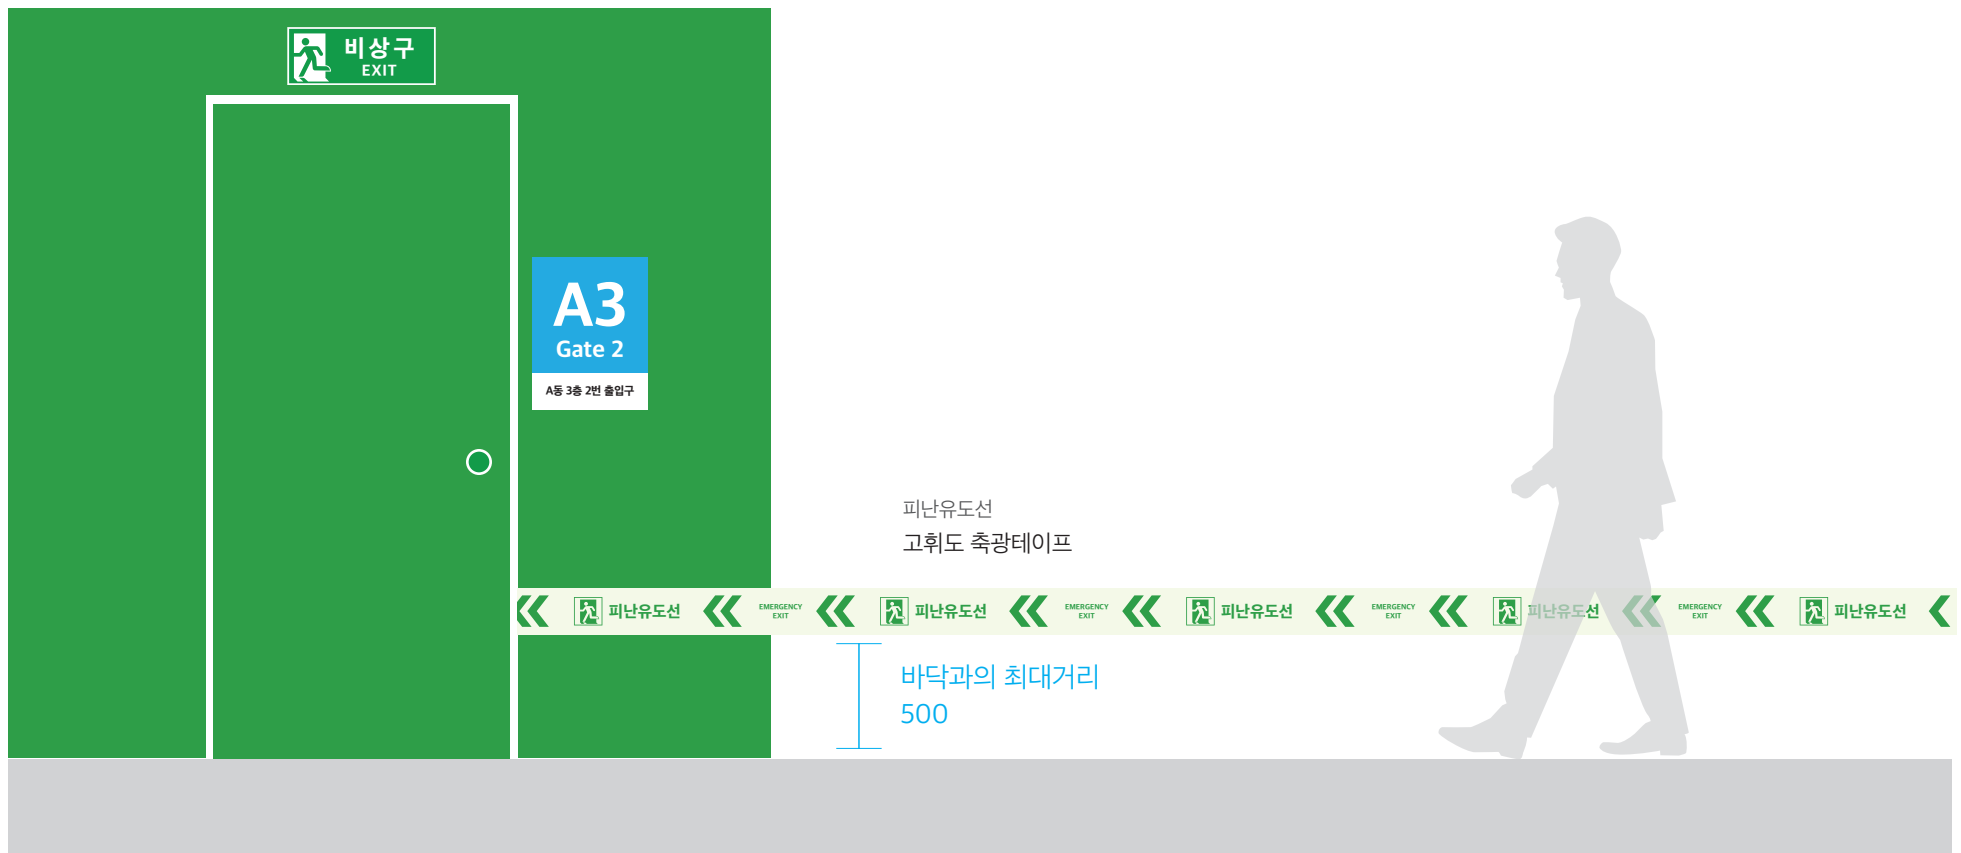 비상구
EXIT
A3
Gate 2
A동 3층 2번 출입구
피난유도선
고휘도 축광테이프
피난유도선 EMERGENCY EXIT 피난유도선 EMERGENCY EXIT 피난유도선 EMERGENCY EXIT 피난유도선 EMERGENCY EXIT 피난유도선
바닥과의 최대거리
500